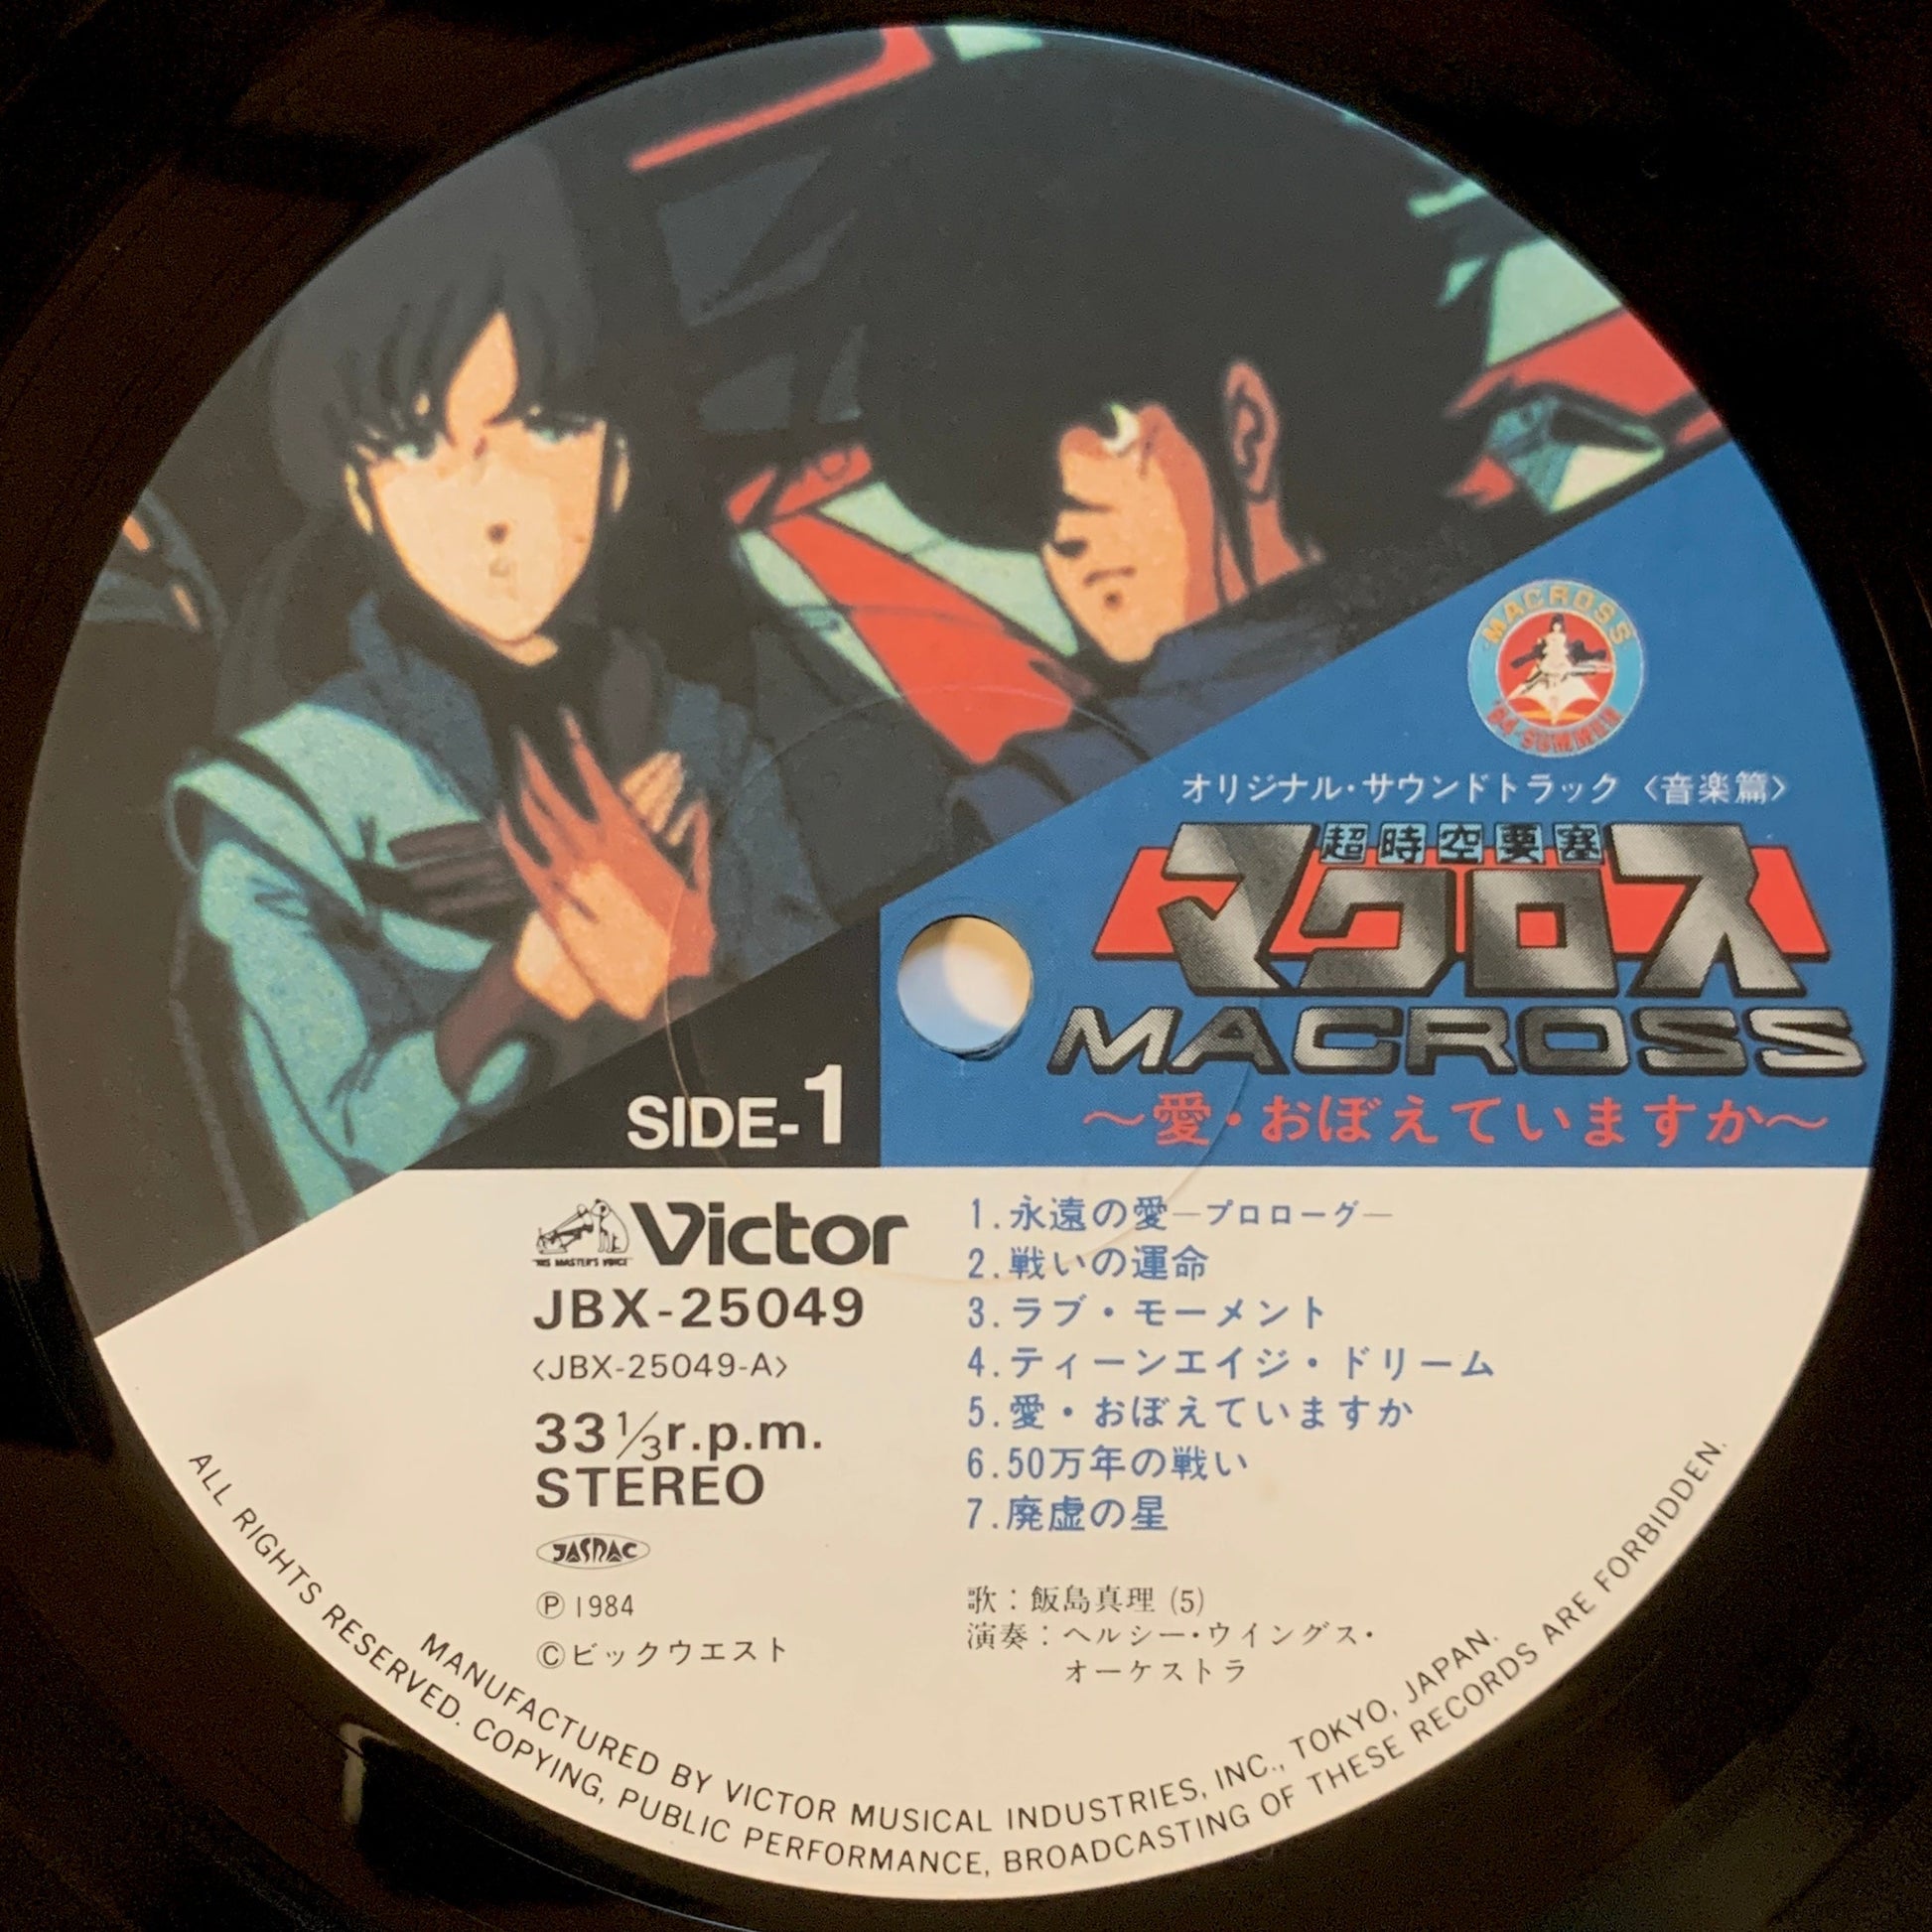 MACROSS
'84 SUMMER
オリジナル・サウンドトラック〈音楽篇〉
超時空要塞
マクロス
MACROSS
～愛・おぼえていますか～
SIDE-1
HIS MASTER'S VOICE
Victor
JBX-25049
〈JBX-25049-A〉
33⅓r.p.m.
STEREO
JASRAC
Ⓟ1984
Ⓒビックウエスト
1.永遠の愛―プロローグ―
2.戦いの運命
3.ラブ・モーメント
4.ティーンエイジ・ドリーム
5.愛・おぼえていますか
6.50万年の戦い
7.廃虚の星
歌：飯島真理 (5)
演奏：ヘルシー・ウイングス・
オーケストラ
MANUFACTURED BY VICTOR MUSICAL INDUSTRIES, INC., TOKYO, JAPAN.
ALL RIGHTS RESERVED. COPYING, PUBLIC PERFORMANCE, BROADCASTING OF THESE RECORDS ARE FORBIDDEN.